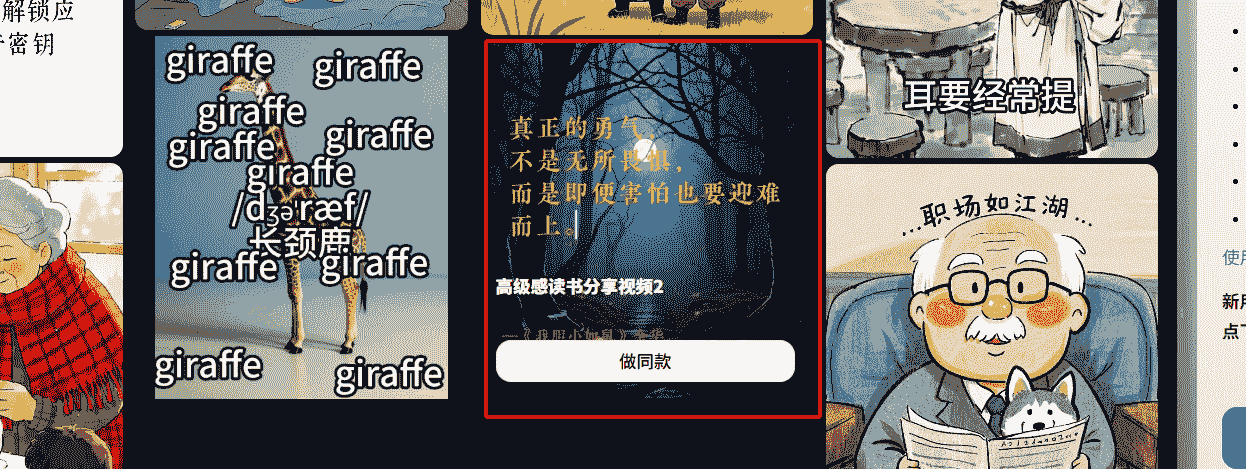 解锁应
密钥
giraffe
giraffe
giraffe
giraffe
giraffe
giraffe
/dʒəˈræf/
长颈鹿
giraffe
giraffe
giraffe
giraffe
真正的勇气，
不是无所畏惧，
而是即便害怕也要迎难
而上。
高级感读书分享视频2
做同款
耳要经常提
...职场如江湖...
使用
新用
点下